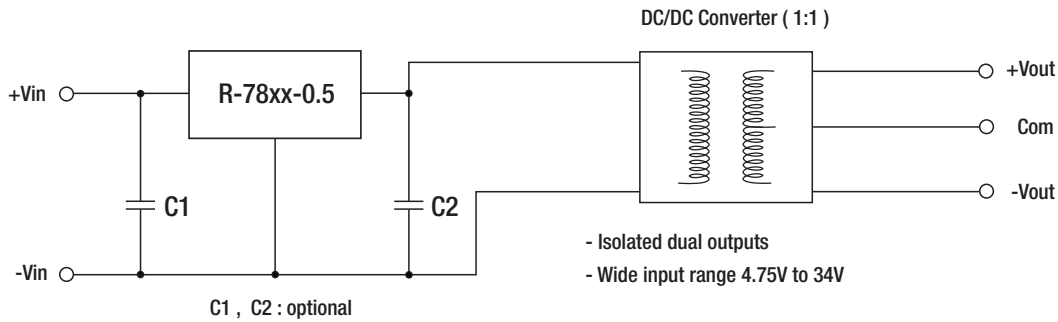 DC/DC Converter ( 1:1 )
+Vin
R-78xx-0.5
+Vout
Com
C1
C2
-Vout
- Isolated dual outputs
-Vin
- Wide input range 4.75V to 34V
C1 , C2 : optional